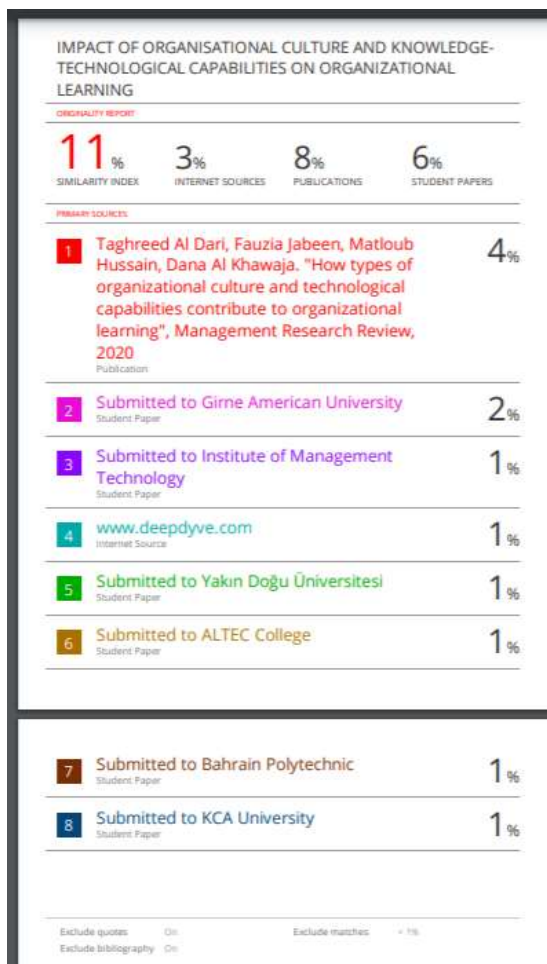 IMPACT OF ORGANISATIONAL CULTURE AND KNOWLEDGE-
TECHNOLOGICAL CAPABILITIES ON ORGANIZATIONAL
LEARNING
ORIGINALITY REPORT
11%
SIMILARITY INDEX
3%
INTERNET SOURCES
8%
PUBLICATIONS
6%
STUDENT PAPERS
PRIMARY SOURCES
1
Taghreed Al Dari, Fauzia Jabeen, Matloub
Hussain, Dana Al Khawaja. "How types of
organizational culture and technological
capabilities contribute to organizational
learning", Management Research Review,
2020
Publication
4%
2
Submitted to Girne American University
Student Paper
2%
3
Submitted to Institute of Management
Technology
Student Paper
1%
4
www.deepdyve.com
Internet Source
1%
5
Submitted to Yakın Doğu Üniversitesi
Student Paper
1%
6
Submitted to ALTEC College
Student Paper
1%
7
Submitted to Bahrain Polytechnic
Student Paper
1%
8
Submitted to KCA University
Student Paper
1%
Exclude quotes On
Exclude matches < 1%
Exclude bibliography On